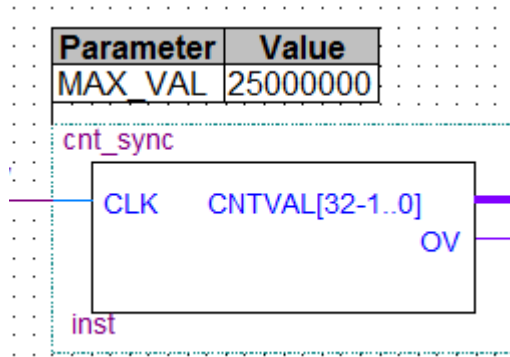 Parameter Value
MAX_VAL 25000000
cnt_sync
CLK CNTVAL[32-1..0]
OV
inst